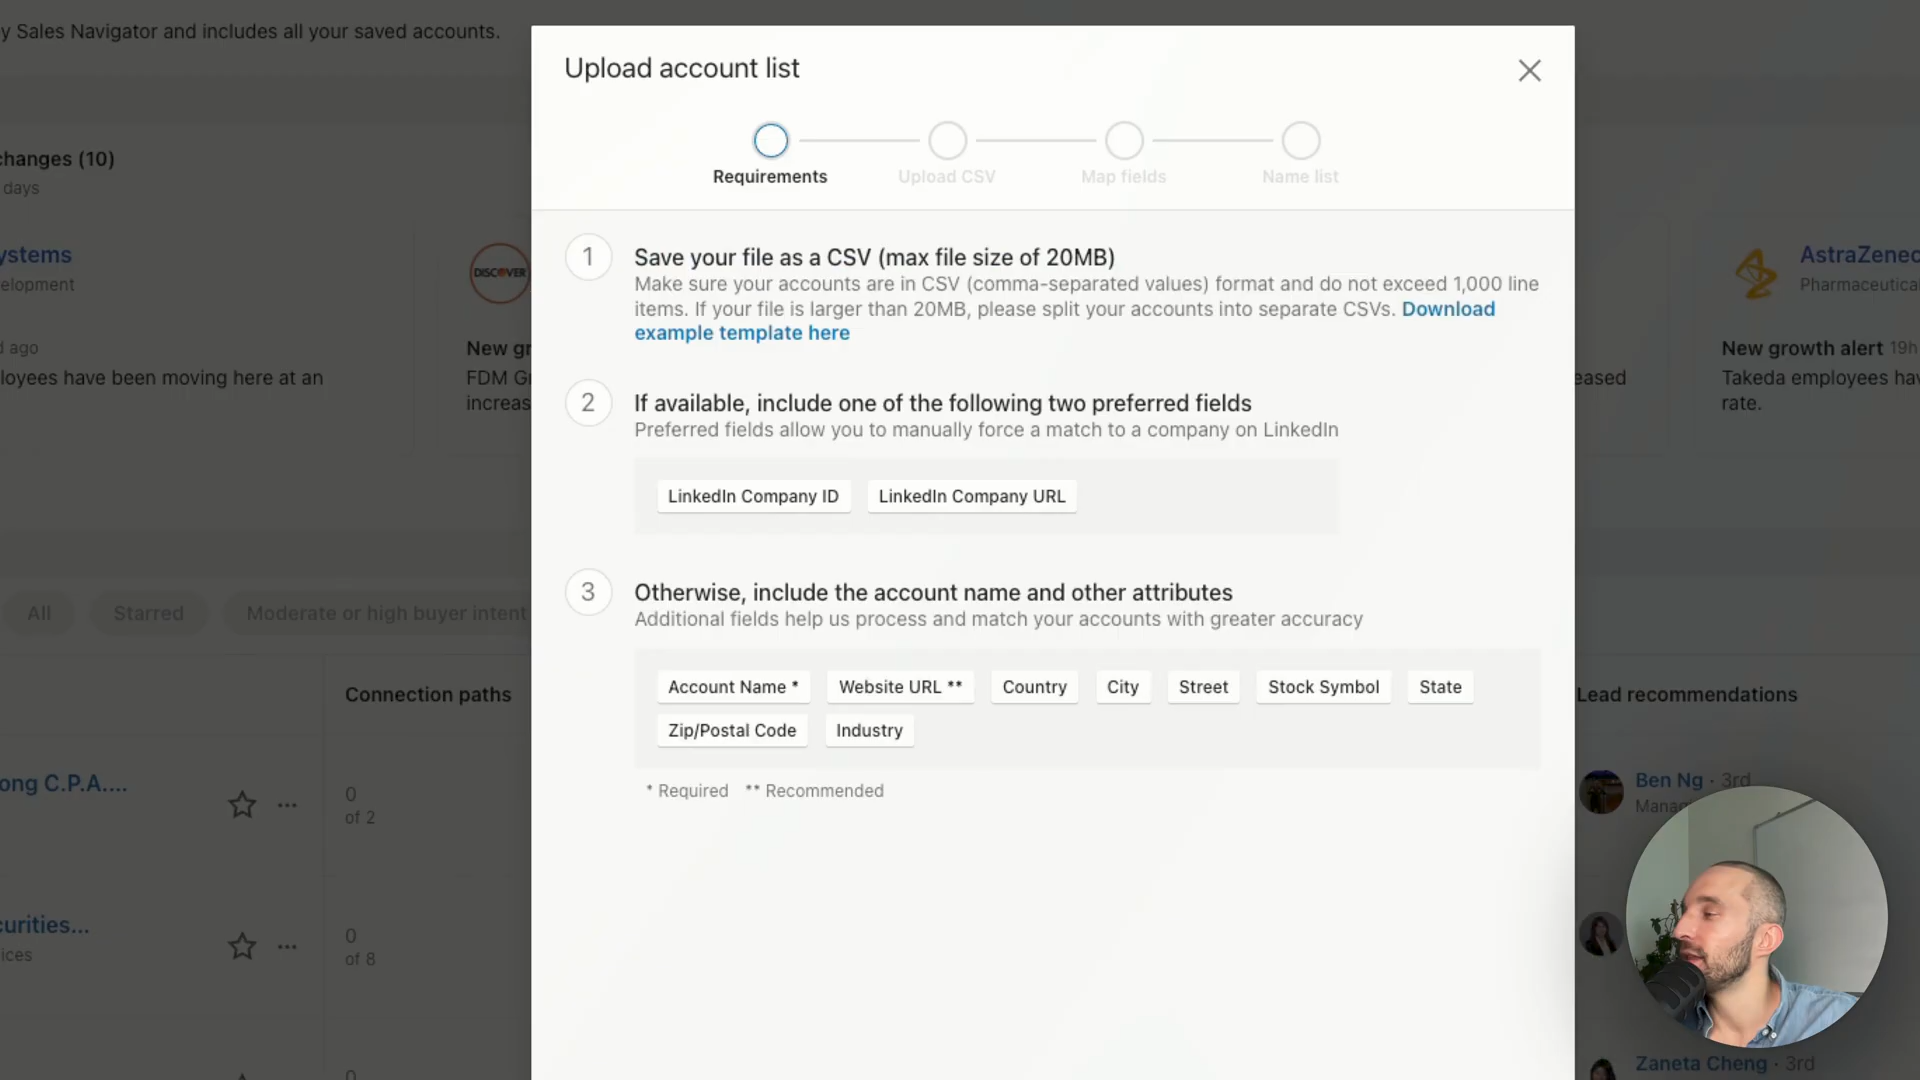 y Sales Navigator and includes all your saved accounts.
Upload account list
Requirements
Upload CSV
Map fields
Name list
changes (10)
days
ystems
elopment
d ago
loyees have been moving here at an
DISCOVER
New gr
FDM Gr
increas
1
Save your file as a CSV (max file size of 20MB)
Make sure your accounts are in CSV (comma-separated values) format and do not exceed 1,000 line
items. If your file is larger than 20MB, please split your accounts into separate CSVs. Download
example template here
2
If available, include one of the following two preferred fields
Preferred fields allow you to manually force a match to a company on LinkedIn
LinkedIn Company ID
LinkedIn Company URL
3
Otherwise, include the account name and other attributes
Additional fields help us process and match your accounts with greater accuracy
Account Name *
Website URL **
Country
City
Street
Stock Symbol
State
Zip/Postal Code
Industry
* Required ** Recommended
AstraZenec
Pharmaceutica
New growth alert 19h
eased
Takeda employees hav
rate.
All
Starred
Moderate or high buyer intent
Connection paths
Lead recommendations
ong C.P.A....
0
of 2
Ben Ng · 3rd
Manag
curities...
ices
0
of 8
0
Zaneta Cheng · 3rd